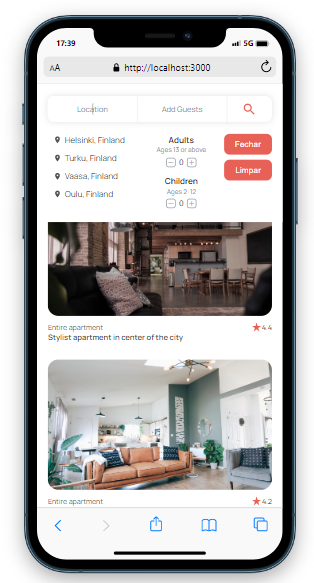 17:39
5G
AA
http://localhost:3000
Location
Add Guests
Helsinki, Finland
Turku, Finland
Vaasa, Finland
Oulu, Finland
Adults
Ages 13 or above
0
Children
Ages 2-12
0
Fechar
Limpar
Entire apartment
4.4
Stylist apartment in center of the city
Entire apartment
4.2